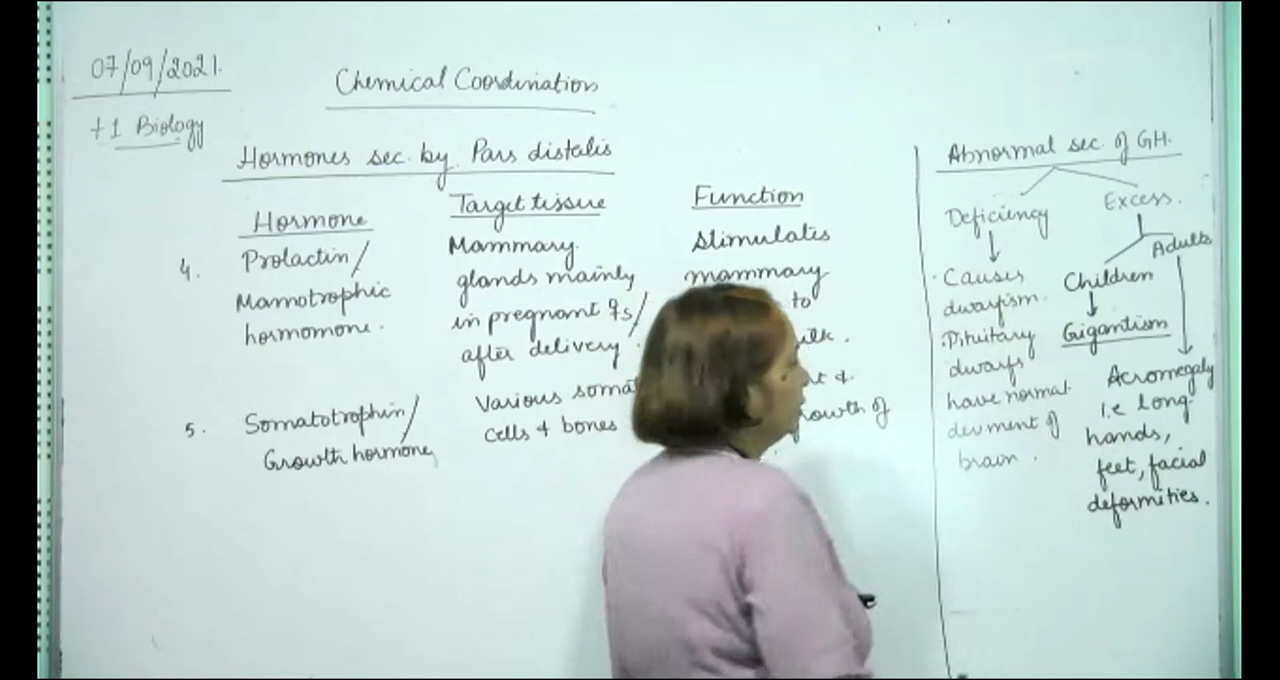 07/09/2021.
+1 Biology
Chemical Coordination
Hormones sec. by Pars distalis
Hormone
Target tissue
Function
4. Prolactin/
Mamotrophic
hormomone.
Mammary
glands mainly
in pregnant ♀s/
after delivery.
Stimulates
mammary
to
5. Somatotrophin/
Growth hormone
Various
cells & bones
&
of
Abnormal sec. of GH.
Deficiency
Causes
dwarfism.
Pituitary
dwarfs
have normal
devment of
brain.
Excess.
Children
Gigantism
Adults
Acromegaly
i.e long
hands,
feet, facial
deformities.